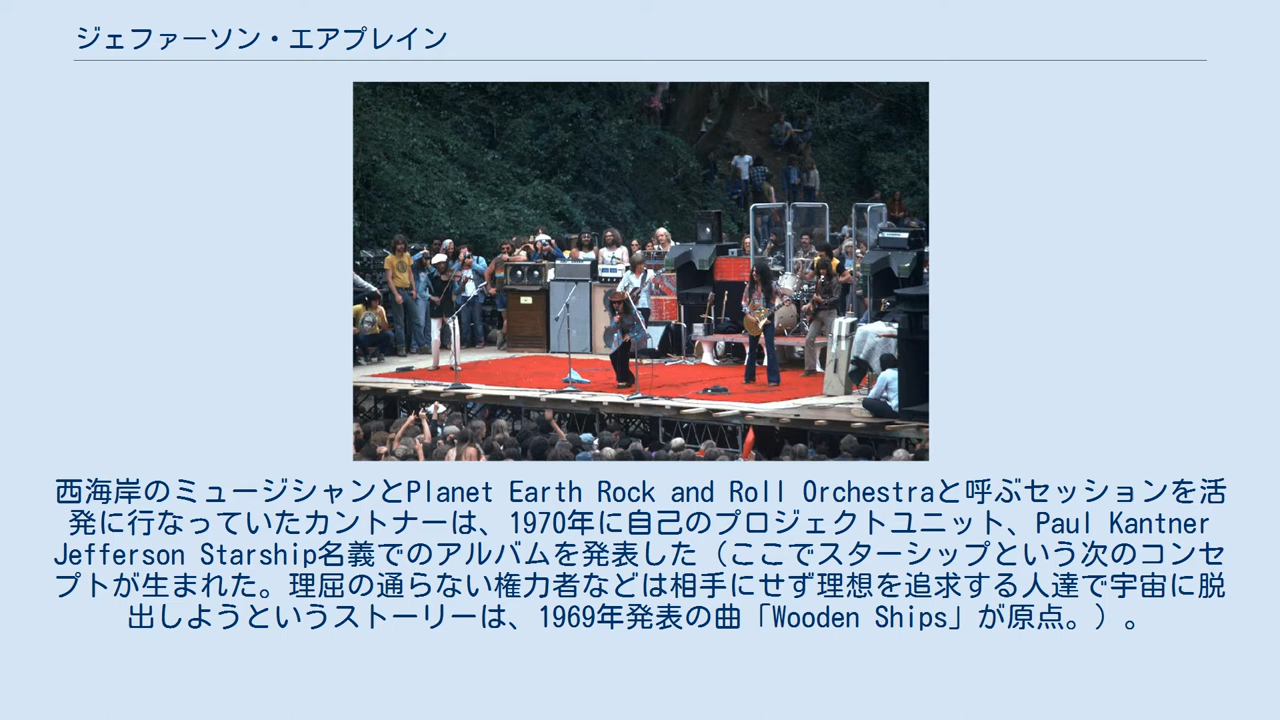 ジェファーソン・エアプレイン
西海岸のミュージシャンとPlanet Earth Rock and Roll Orchestraと呼ぶセッションを活
発に行なっていたカントナーは、1970年に自己のプロジェクトユニット、Paul Kantner
Jefferson Starship名義でのアルバムを発表した（ここでスターシップという次のコンセ
プトが生まれた。理屈の通らない権力者などは相手にせず理想を追求する人達で宇宙に脱
出しようというストーリーは、1969年発表の曲「Wooden Ships」が原点。）。